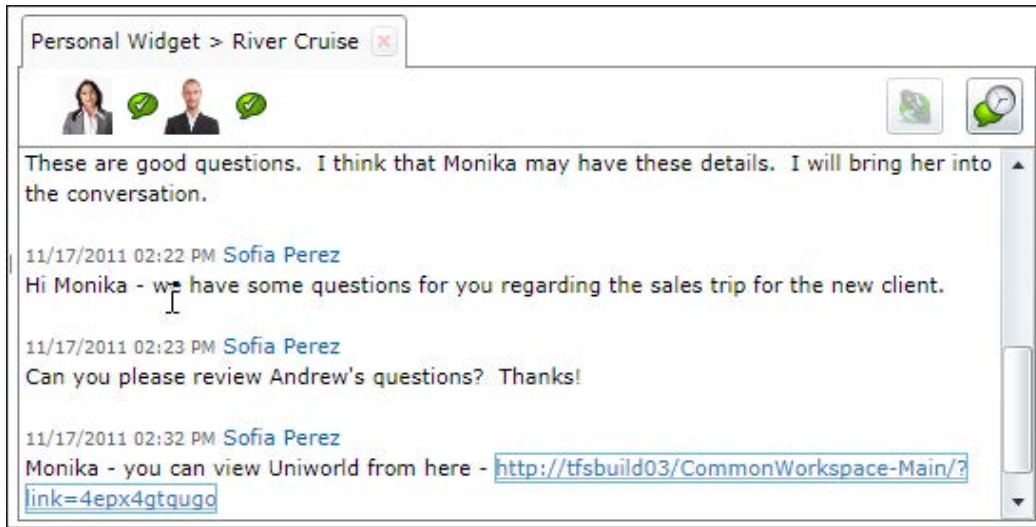 Personal Widget > River Cruise
These are good questions.  I think that Monika may have these details.  I will bring her into
the conversation.
11/17/2011 02:22 PM Sofia Perez
Hi Monika - we have some questions for you regarding the sales trip for the new client.
11/17/2011 02:23 PM Sofia Perez
Can you please review Andrew's questions?  Thanks!
11/17/2011 02:32 PM Sofia Perez
Monika - you can view Uniworld from here - http://tfsbuild03/CommonWorkspace-Main/?
link=4epx4gtqugo